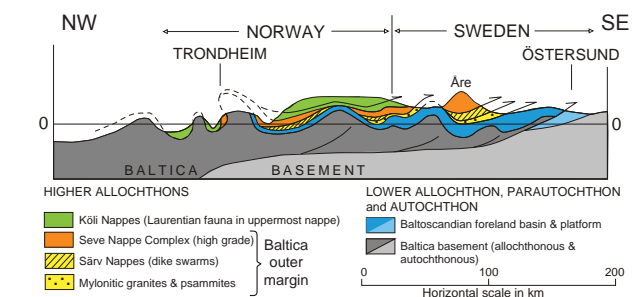 NW
SE
NORWAY
SWEDEN
TRONDHEIM
ÖSTERSUND
Åre
0
0
BALTICA BASEMENT
HIGHER ALLOCHTHONS
Köli Nappes (Laurentian fauna in uppermost nappe)
Seve Nappe Complex (high grade)
Särv Nappes (dike swarms)
Mylonitic granites & psammites
Baltica
outer
margin
LOWER ALLOCHTHON, PARAUTOCHTHON
and AUTOCHTHON
Baltoscandian foreland basin & platform
Baltica basement (allochthonous &
autochthonous)
0 100 200
Horizontal scale in km